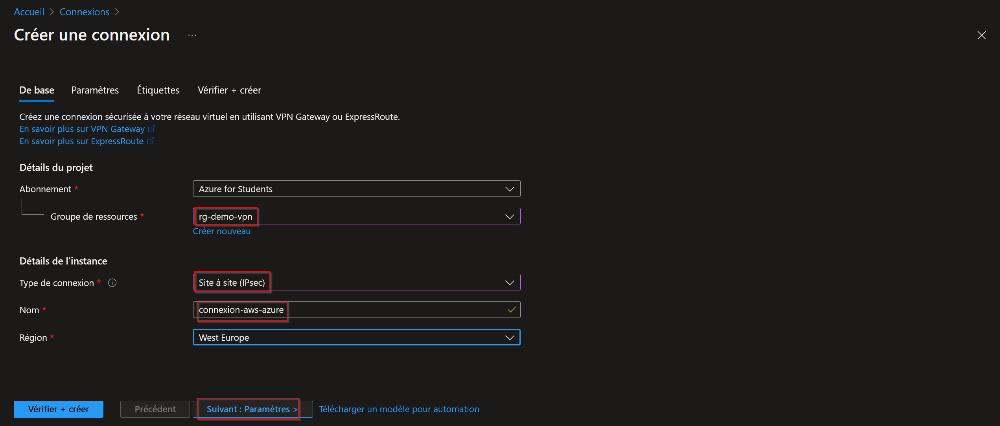 Accueil > Connexions >
Créer une connexion ...
De base Paramètres Étiquettes Vérifier + créer
Créez une connexion sécurisée à votre réseau virtuel en utilisant VPN Gateway ou ExpressRoute.
En savoir plus sur VPN Gateway
En savoir plus sur ExpressRoute
Détails du projet
Abonnement * Azure for Students
Groupe de ressources * rg-demo-vpn
Créer nouveau
Détails de l'instance
Type de connexion * Site à site (IPsec)
Nom * connexion-aws-azure
Région * West Europe
Vérifier + créer Précédent Suivant : Paramètres > Télécharger un modèle pour automation